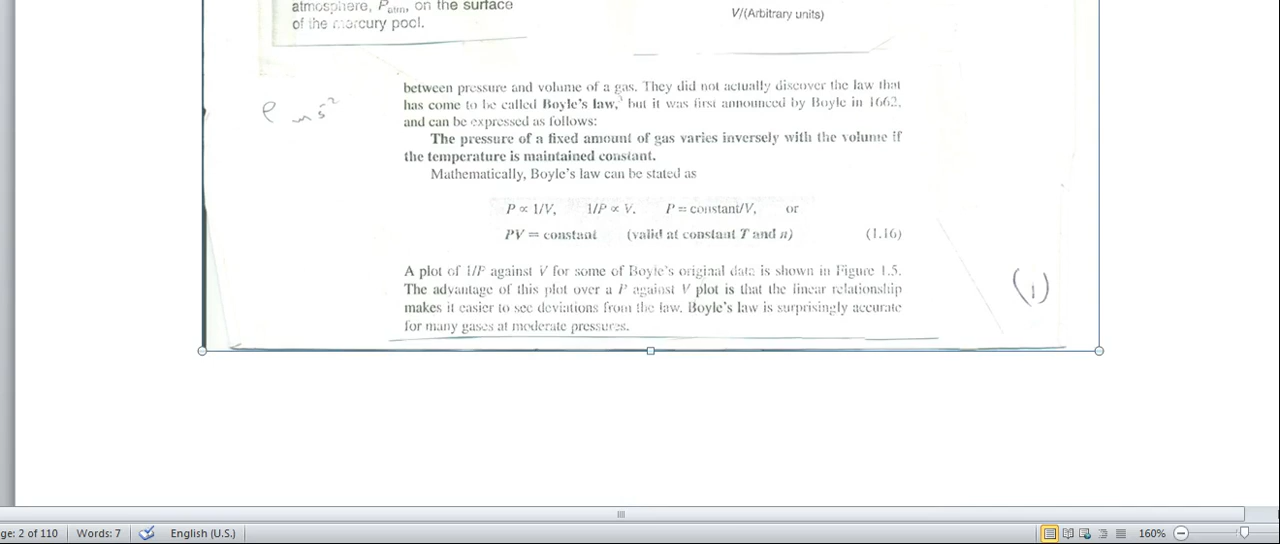 atmosphere, Patm, on the surface
of the mercury pool.
V/(Arbitrary units)
between pressure and volume of a gas. They did not actually discover the law that
has come to be called Boyle's law, but it was first announced by Boyle in 1662,
and can be expressed as follows:
The pressure of a fixed amount of gas varies inversely with the volume if
the temperature is maintained constant.
Mathematically, Boyle's law can be stated as
P ∝ 1/V, 1/P ∝ V, P = constant/V, or
PV = constant (valid at constant T and n) (1.16)
A plot of 1/P against V for some of Boyle's original data is shown in Figure 1.5.
The advantage of this plot over a P against V plot is that the linear relationship
makes it easier to see deviations from the law. Boyle's law is surprisingly accurate
for many gases at moderate pressures.
(1)
ge: 2 of 110 Words: 7 English (U.S.) 160%